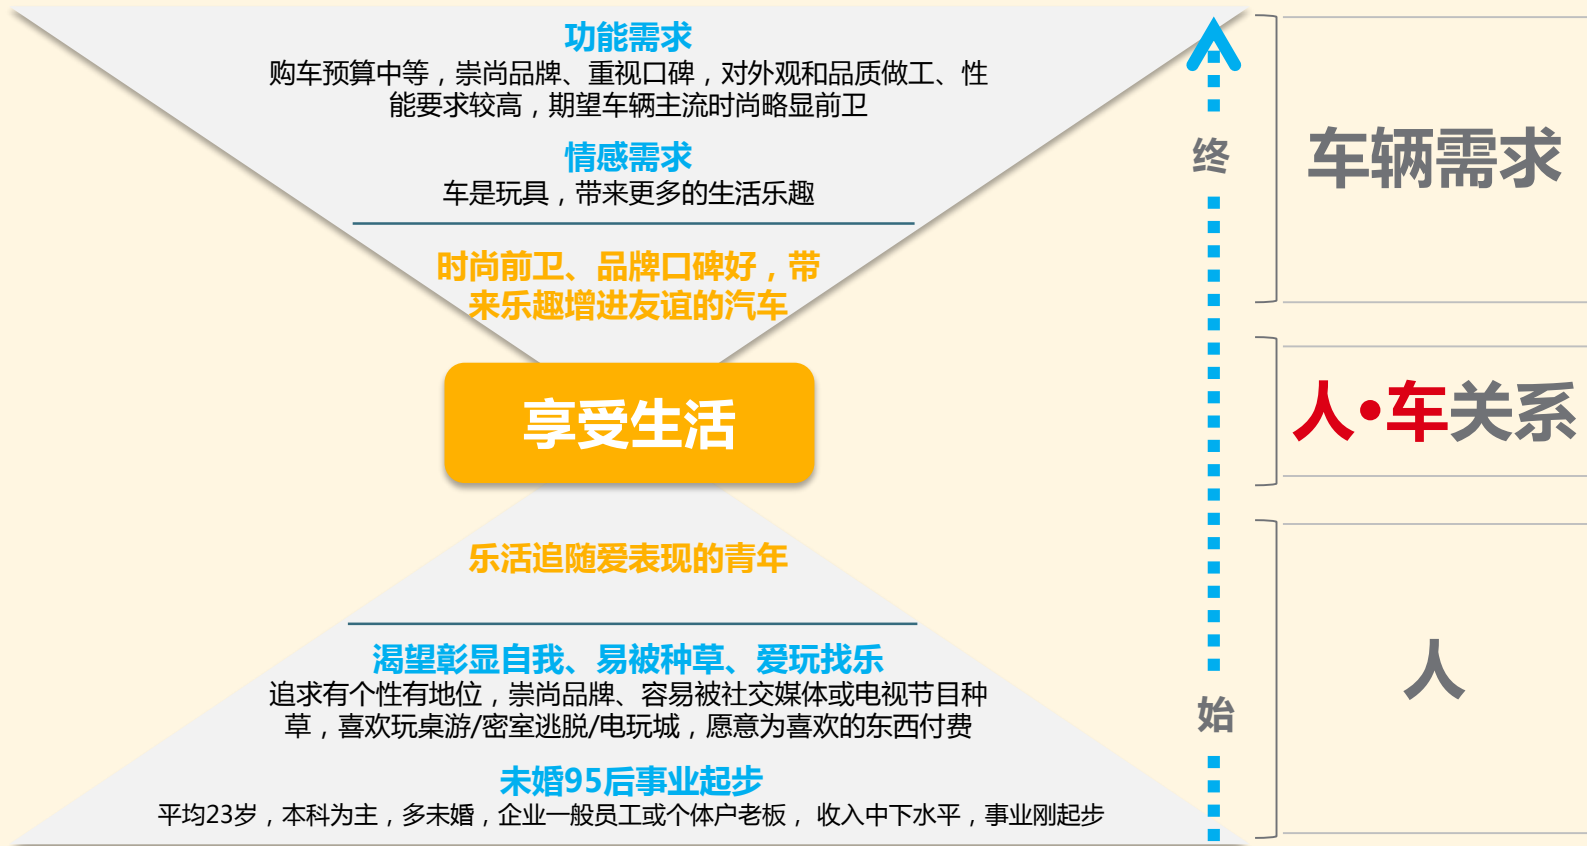 功能需求
购车预算中等，崇尚品牌、重视口碑，对外观和品质做工、性
能要求较高，期望车辆主流时尚略显前卫
情感需求
车是玩具，带来更多的生活乐趣
时尚前卫、品牌口碑好，带
来乐趣增进友谊的汽车
享受生活
乐活追随爱表现的青年
渴望彰显自我、易被种草、爱玩找乐
追求有个性有地位，崇尚品牌、容易被社交媒体或电视节目种
草，喜欢玩桌游/密室逃脱/电玩城，愿意为喜欢的东西付费
未婚95后事业起步
平均23岁，本科为主，多未婚，企业一般员工或个体户老板， 收入中下水平，事业刚起步
终
始
车辆需求
人•车关系
人